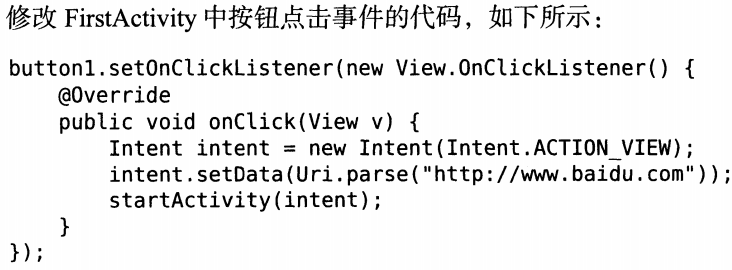 修改 FirstActivity 中按钮点击事件的代码，如下所示：
button1.setOnClickListener(new View.OnClickListener() {
    @Override
    public void onClick(View v) {
        Intent intent = new Intent(Intent.ACTION_VIEW);
        intent.setData(Uri.parse("http://www.baidu.com"));
        startActivity(intent);
    }
});